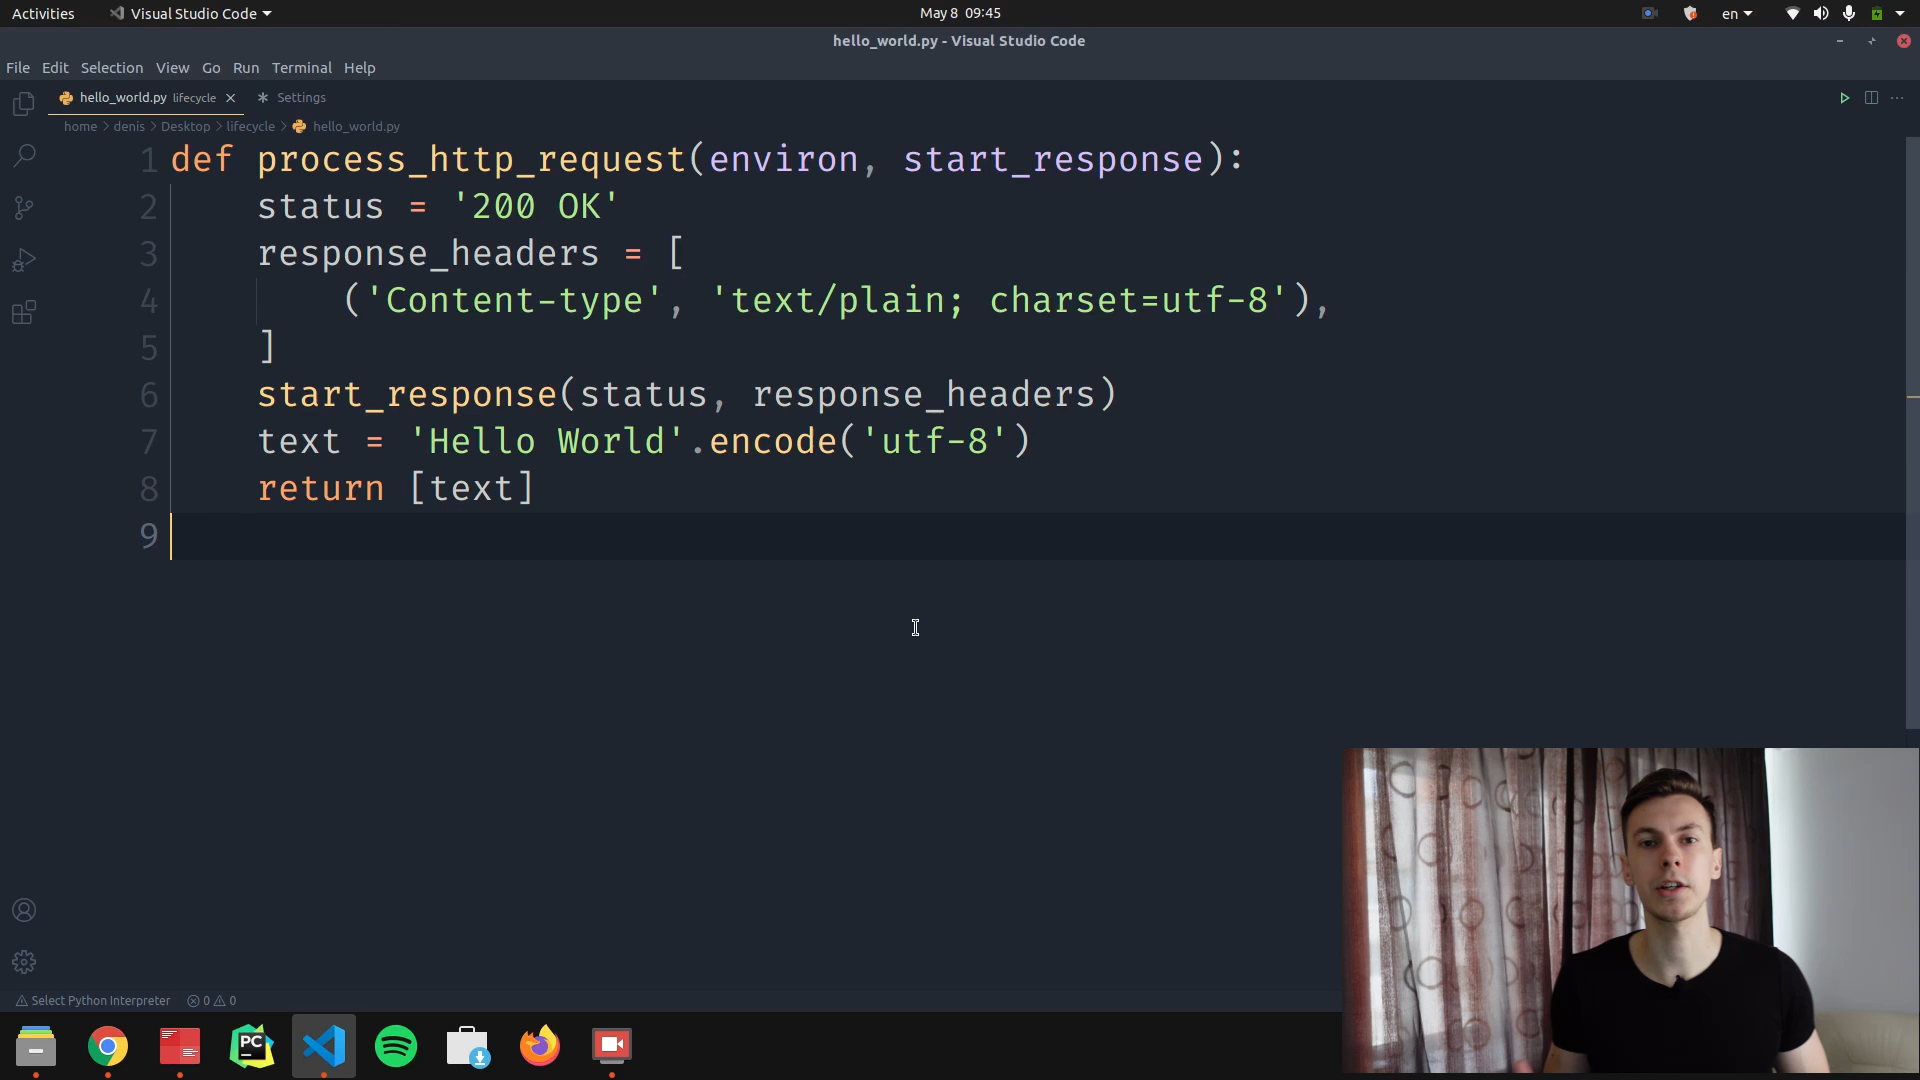 Activities Visual Studio Code May 8 09:45 en
hello_world.py - Visual Studio Code
File Edit Selection View Go Run Terminal Help
hello_world.py lifecycle Settings
home > denis > Desktop > lifecycle > hello_world.py
1 def process_http_request(environ, start_response):
2 status = '200 OK'
3 response_headers = [
4 ('Content-type', 'text/plain; charset=utf-8'),
5 ]
6 start_response(status, response_headers)
7 text = 'Hello World'.encode('utf-8')
8 return [text]
9
Select Python Interpreter 0 0
PC